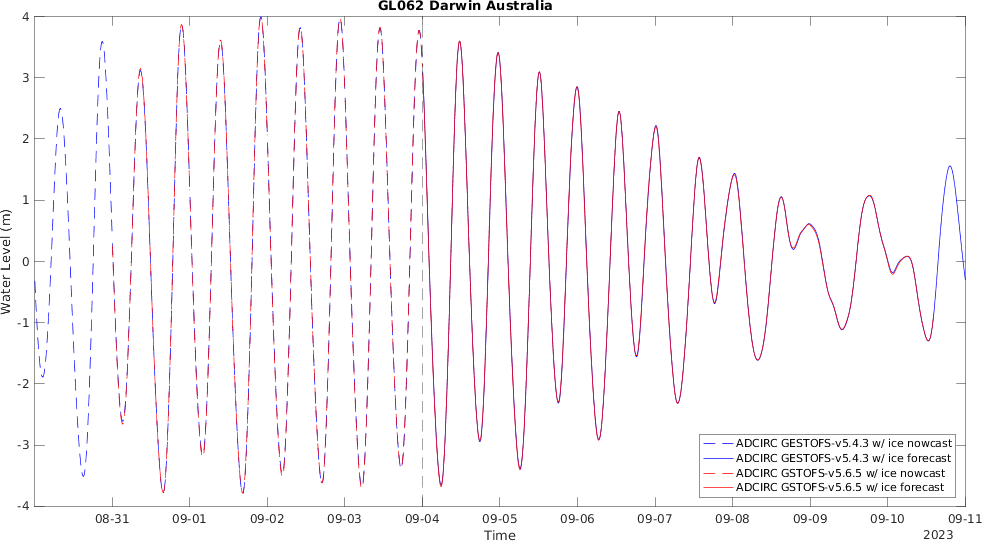 GL062 Darwin Australia
4
3
2
1
0
-1
-2
-3
-4
Water Level (m)
ADCIRC GESTOFS-v5.4.3 w/ ice nowcast
ADCIRC GESTOFS-v5.4.3 w/ ice forecast
ADCIRC GSTOFS-v5.6.5 w/ ice nowcast
ADCIRC GSTOFS-v5.6.5 w/ ice forecast
08-31 09-01 09-02 09-03 09-04 09-05 09-06 09-07 09-08 09-09 09-10 09-11
Time
2023